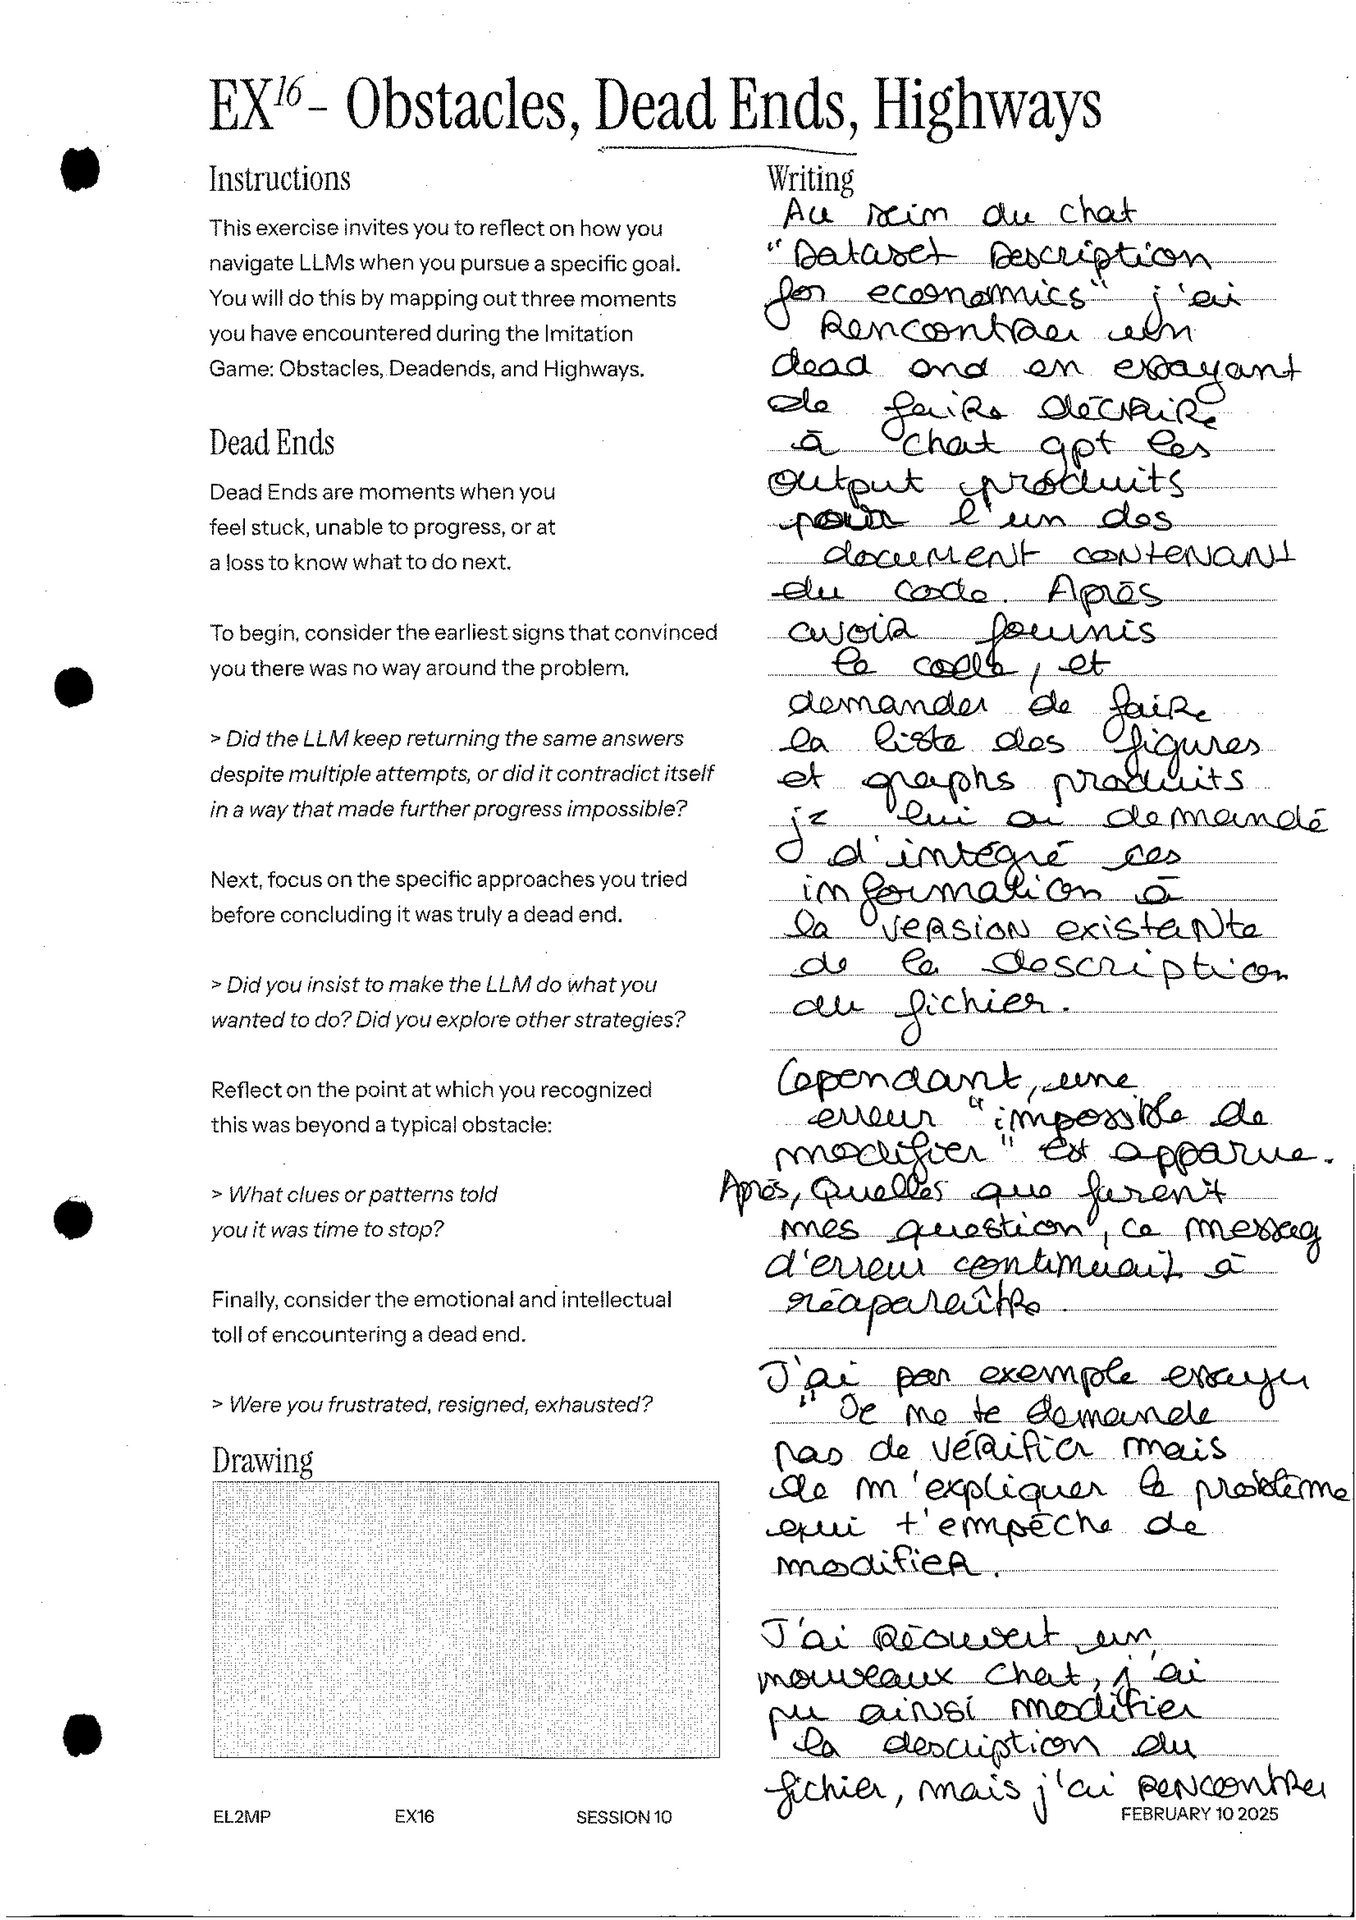 EX16 – Obstacles, Dead Ends, Highways
Instructions
This exercise invites you to reflect on how you
navigate LLMs when you pursue a specific goal.
You will do this by mapping out three moments
you have encountered during the Imitation
Game: Obstacles, Deadends, and Highways.
Dead Ends
Dead Ends are moments when you
feel stuck, unable to progress, or at
a loss to know what to do next.
To begin, consider the earliest signs that convinced
you there was no way around the problem.
> Did the LLM keep returning the same answers
despite multiple attempts, or did it contradict itself
in a way that made further progress impossible?
Next, focus on the specific approaches you tried
before concluding it was truly a dead end.
> Did you insist to make the LLM do what you
wanted to do? Did you explore other strategies?
Reflect on the point at which you recognized
this was beyond a typical obstacle:
> What clues or patterns told
you it was time to stop?
Finally, consider the emotional and intellectual
toll of encountering a dead end.
> Were you frustrated, resigned, exhausted?
Drawing
Writing
Au sein du chat
"Dataset Description
for economics" j'ai
rencontrer un
dead end en essayant
de faire décrire
à chat gpt les
output produits
pour l'un des
document contenant
du code. Après
avoir fournis
le code, et
demander de faire
la liste des figures
et graphs produits
je lui ai demandé
d'intégré ces
information à
la version existante
de la description
du fichier.
Cependant, une
erreur "impossible de
modifier" est apparue.
Après, quelles que furent
mes question, ce messag
d'erreur continuait à
réaparaître.
J'ai par exemple essayer
"Je ne te demande
pas de vérifier mais
de m'expliquer le problème
qui t'empêche de
modifier.
J'ai réouvert un
nouveaux chat, j'ai
pu ainsi modifier
la description du
fichier, mais j'ai rencontrer
EL2MP EX16 SESSION 10 FEBRUARY 10 2025